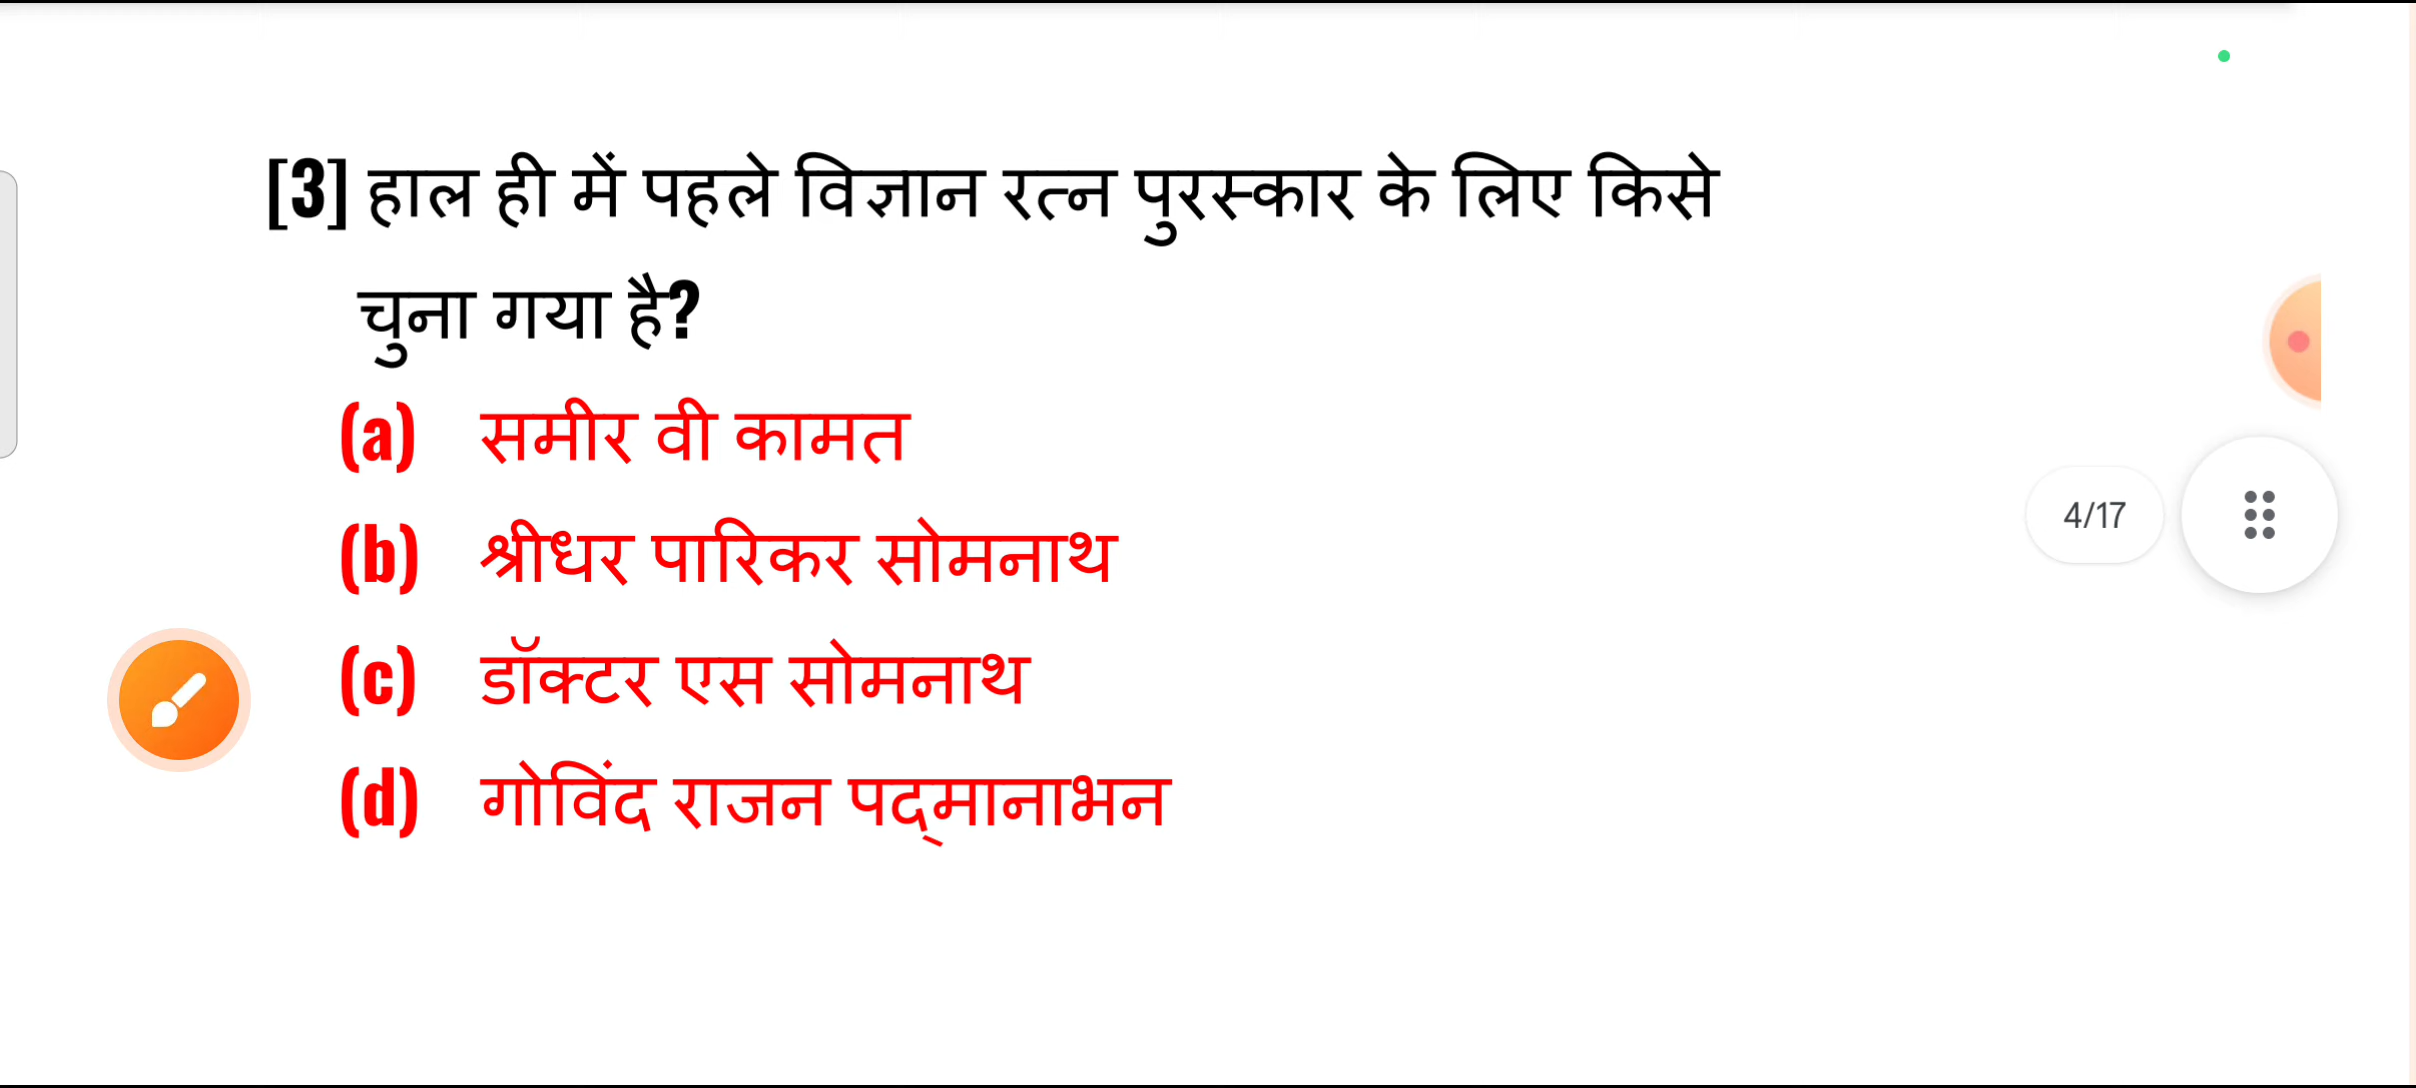 [3] हाल ही में पहले विज्ञान रत्न पुरस्कार के लिए किसे
चुना गया है?
(a) समीर वी कामत
(b) श्रीधर पारिकर सोमनाथ
(c) डॉक्टर एस सोमनाथ
(d) गोविंद राजन पद्‌मानाभन
4/17